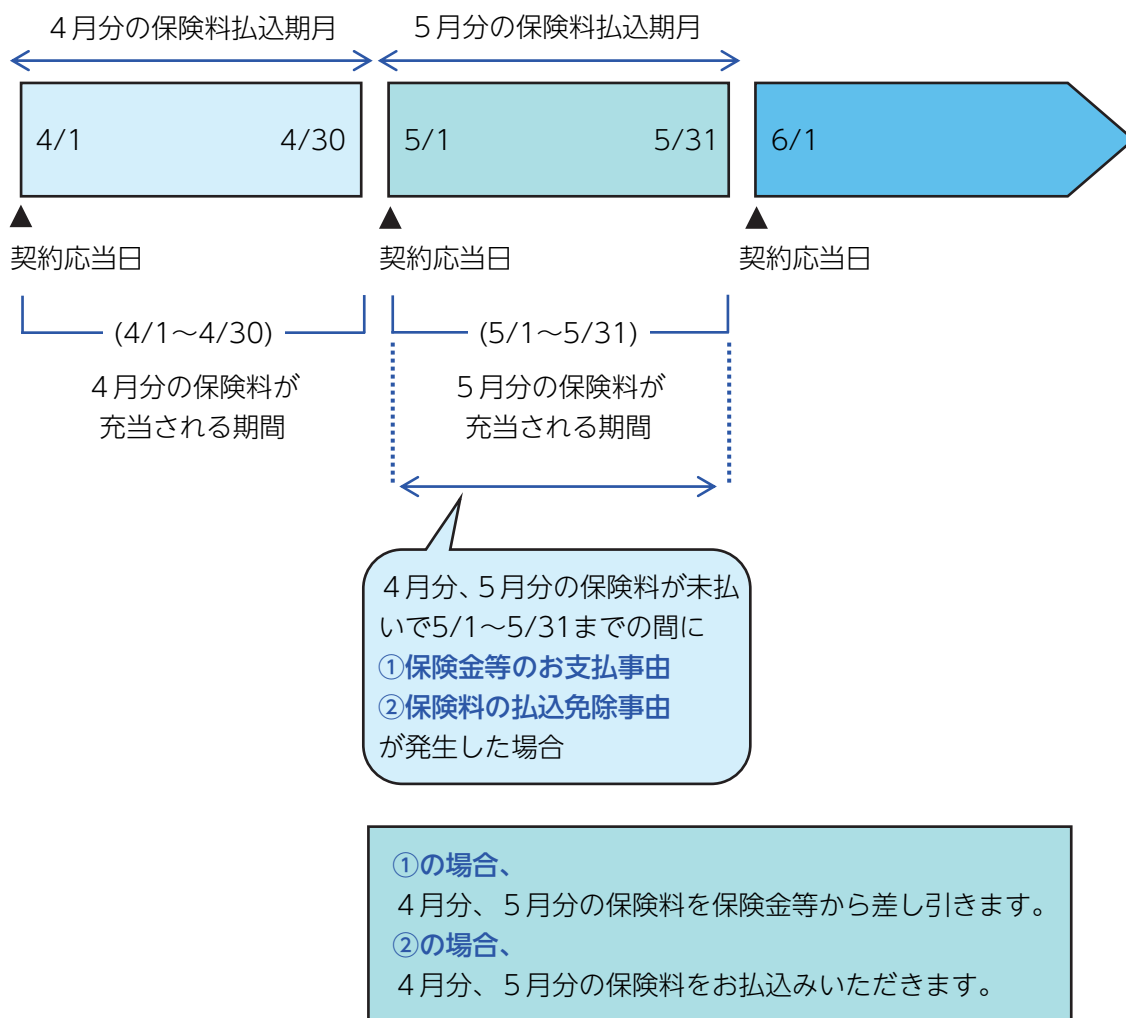 ４月分の保険料払込期月
５月分の保険料払込期月
4/1
4/30
5/1
5/31
6/1
▲
▲
▲
契約応当日
契約応当日
契約応当日
(4/1～4/30)
(5/1～5/31)
４月分の保険料が
充当される期間
５月分の保険料が
充当される期間
４月分、５月分の保険料が未払
いで5/1～5/31までの間に
①保険金等のお支払事由
②保険料の払込免除事由
が発生した場合
①の場合、
４月分、５月分の保険料を保険金等から差し引きます。
②の場合、
４月分、５月分の保険料をお払込みいただきます。